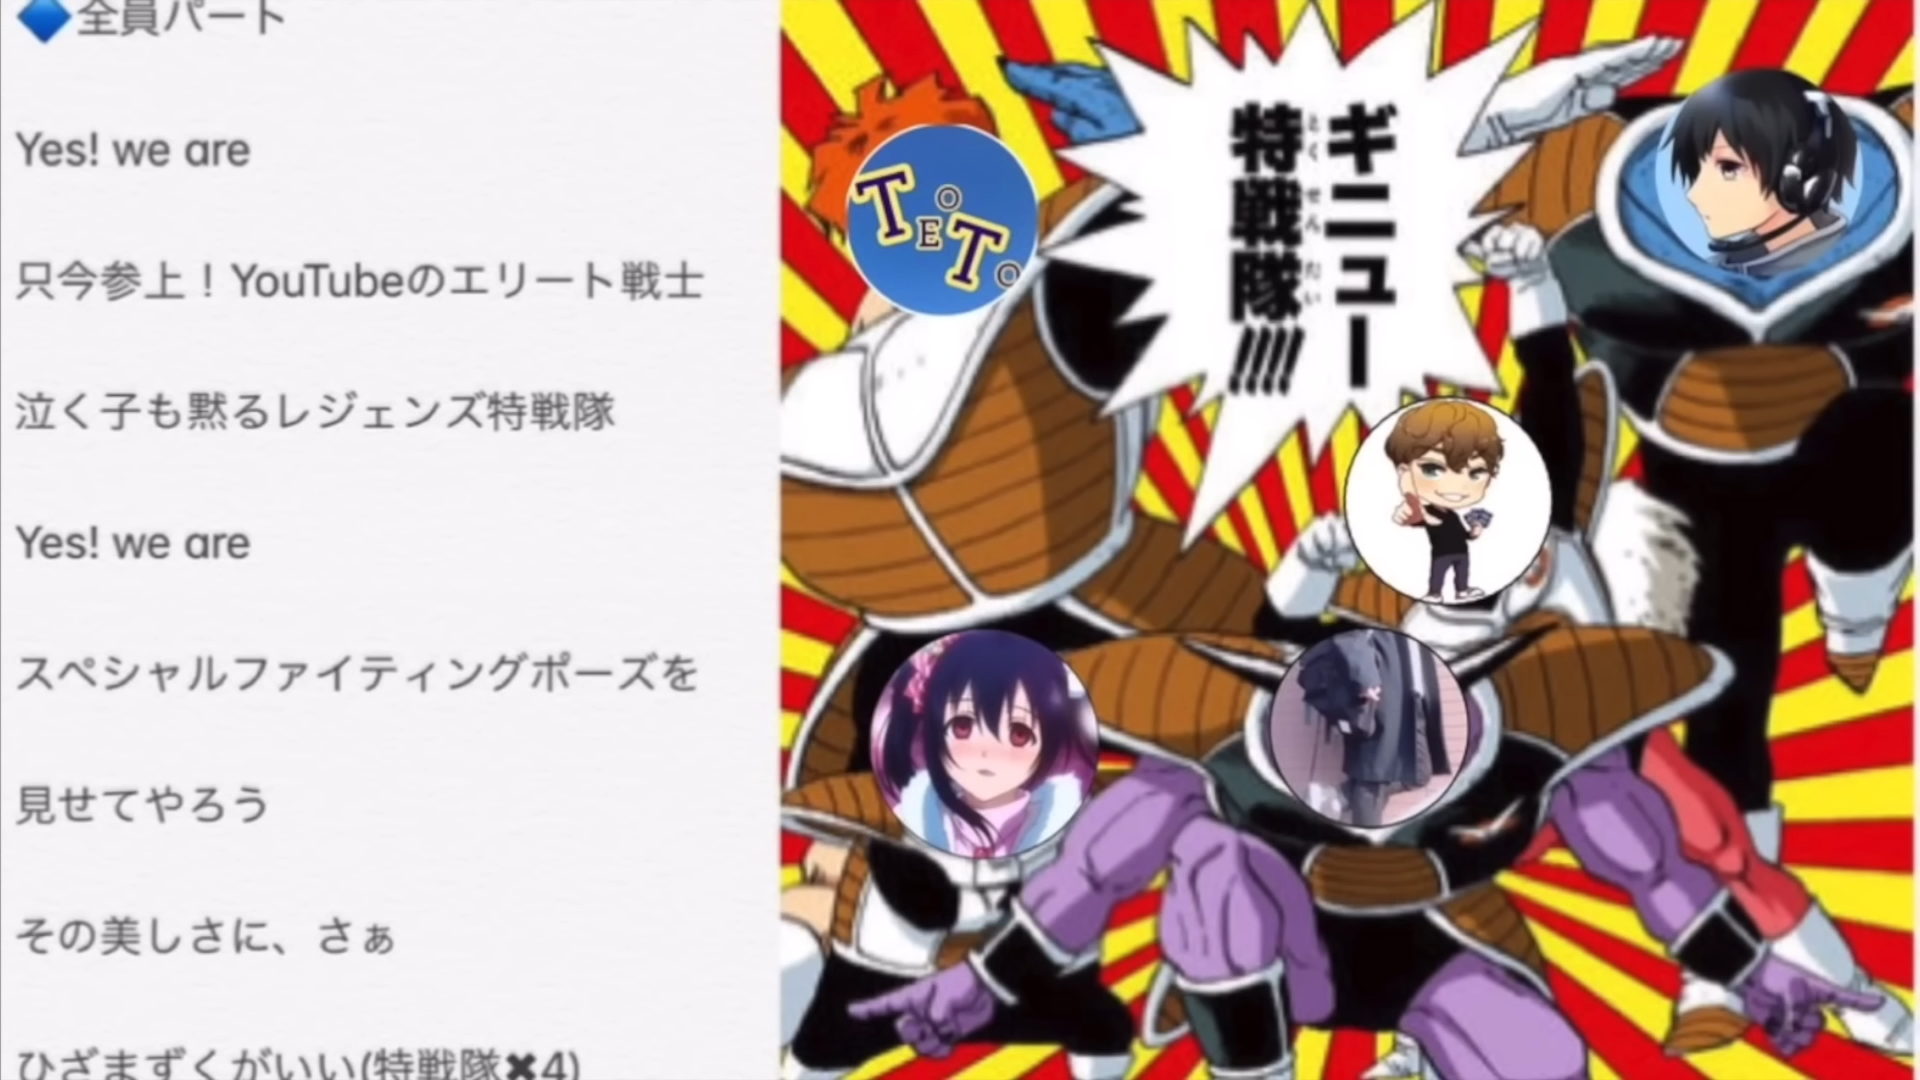 🔷全員パート
Yes! we are
只今参上！YouTubeのエリート戦士
泣く子も黙るレジェンズ特戦隊
Yes! we are
スペシャルファイティングポーズを
見せてやろう
その美しさに、さぁ
ひざまずくがいい(特戦隊✖4)
TEOTO
ギニュー
特戦隊!!!!!
とくせんたい